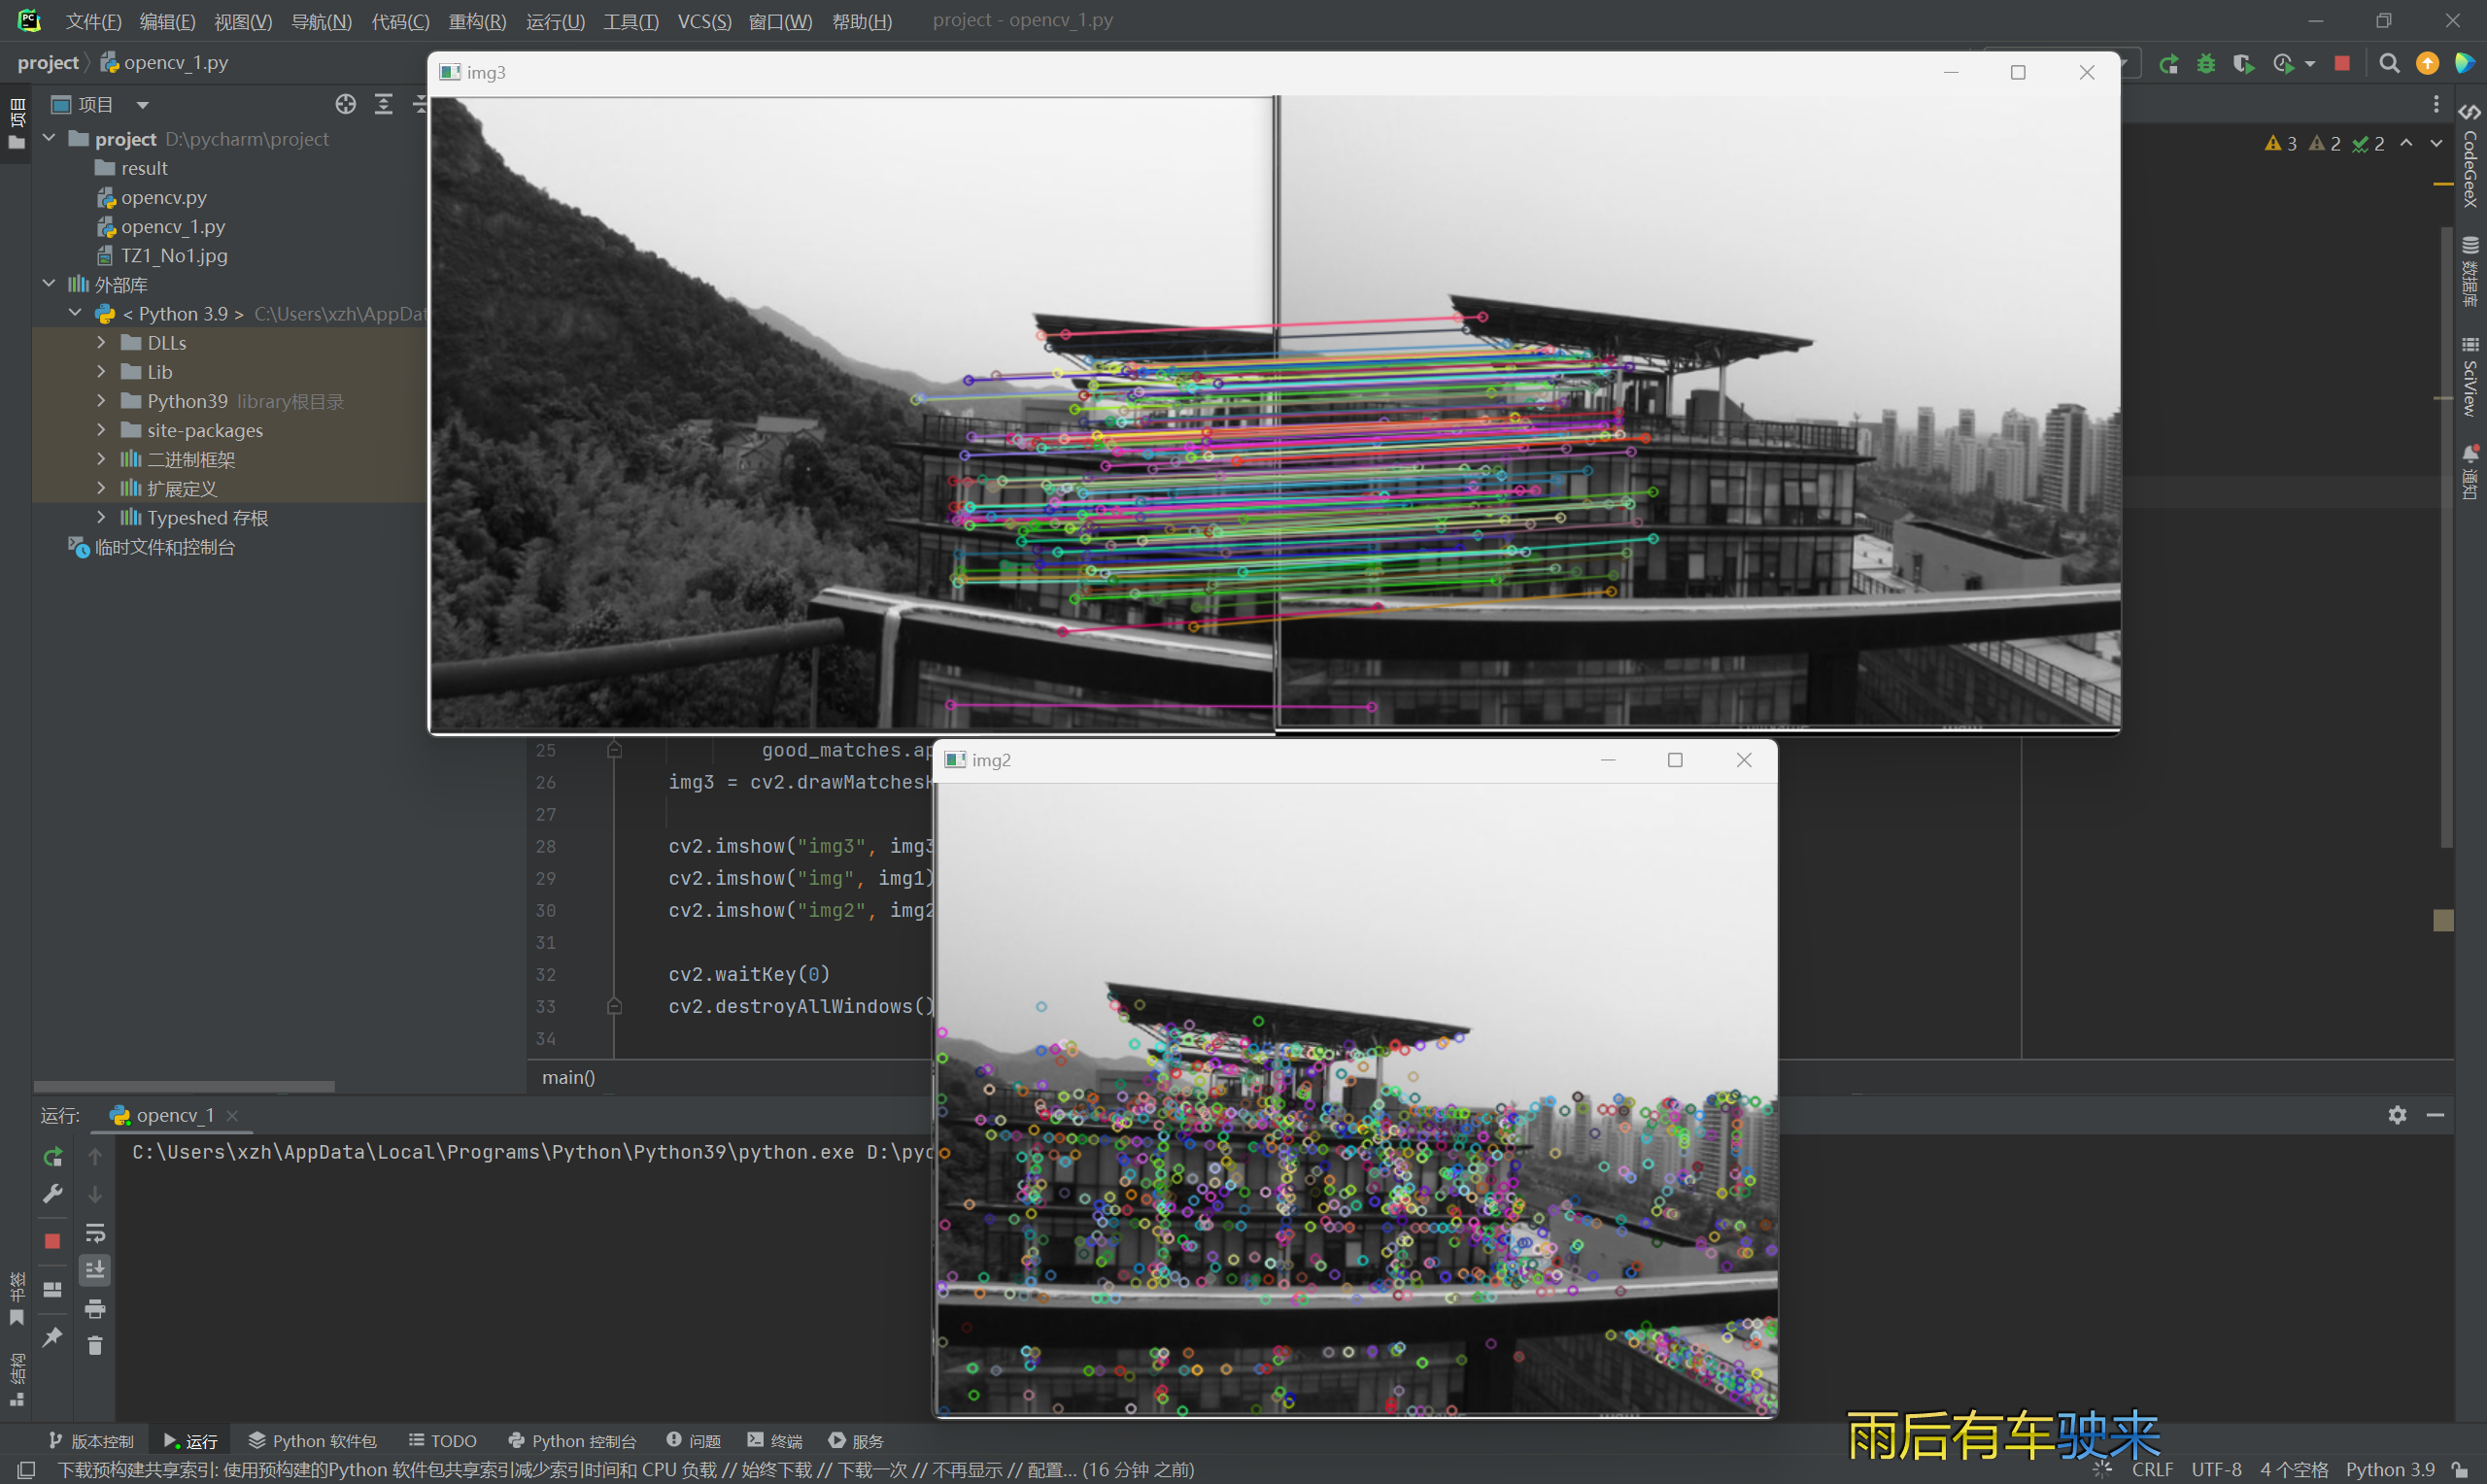 文件(F) 编辑(E) 视图(V) 导航(N) 代码(C) 重构(R) 运行(U) 工具(T) VCS(S) 窗口(W) 帮助(H) project - opencv_1.py
project opencv_1.py
img3
项目
项目
project D:\pycharm\project
result
opencv.py
opencv_1.py
TZ1_No1.jpg
外部库
< Python 3.9 > C:\Users\xzh\AppDat
DLLs
Lib
Python39 library根目录
site-packages
二进制框架
扩展定义
Typeshed 存根
临时文件和控制台
3 2 2
CodeGeeX
数据库
SciView
通知
25 good_matches.ap
26 img3 = cv2.drawMatches
27
28 cv2.imshow("img3", img3
29 cv2.imshow("img", img1)
30 cv2.imshow("img2", img2
31
32 cv2.waitKey(0)
33 cv2.destroyAllWindows()
34
main()
img2
运行: opencv_1
C:\Users\xzh\AppData\Local\Programs\Python\Python39\python.exe D:\pyc
书签
结构
版本控制 运行 Python 软件包 TODO Python 控制台 问题 终端 服务
雨后有车驶来
下载预构建共享索引: 使用预构建的Python 软件包共享索引减少索引时间和 CPU 负载 // 始终下载 // 下载一次 // 不再显示 // 配置... (16 分钟 之前)
CRLF UTF-8 4 个空格 Python 3.9